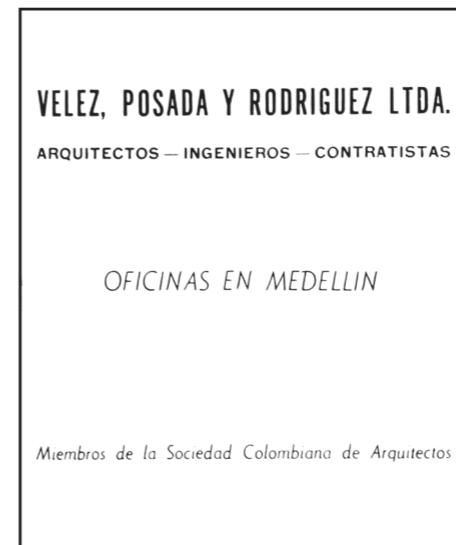 VELEZ, POSADA Y RODRIGUEZ LTDA.
ARQUITECTOS — INGENIEROS — CONTRATISTAS
OFICINAS EN MEDELLIN
Miembros de la Sociedad Colombiana de Arquitectos